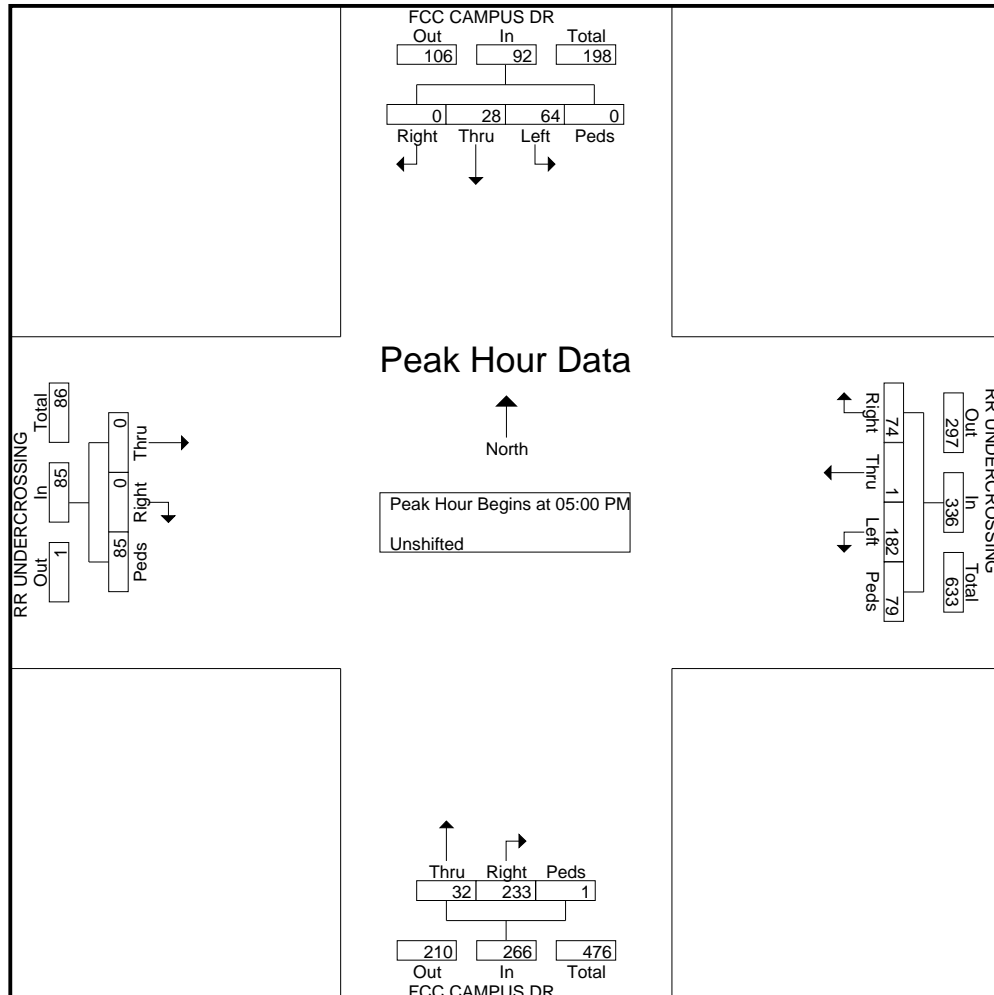 FCC CAMPUS DR
Out In Total
106 92 198
0 28 64 0
Right Thru Left Peds
Peak Hour Data
North
Peak Hour Begins at 05:00 PM
Unshifted
RR UNDERCROSSING
Out In Total
1 85 86
Thru Right Peds
0 0 85
RR UNDERCROSSING
Out In Total
297 336 633
74 1 182 79
Right Thru Left Peds
Thru Right Peds
32 233 1
210 266 476
Out In Total
FCC CAMPUS DR